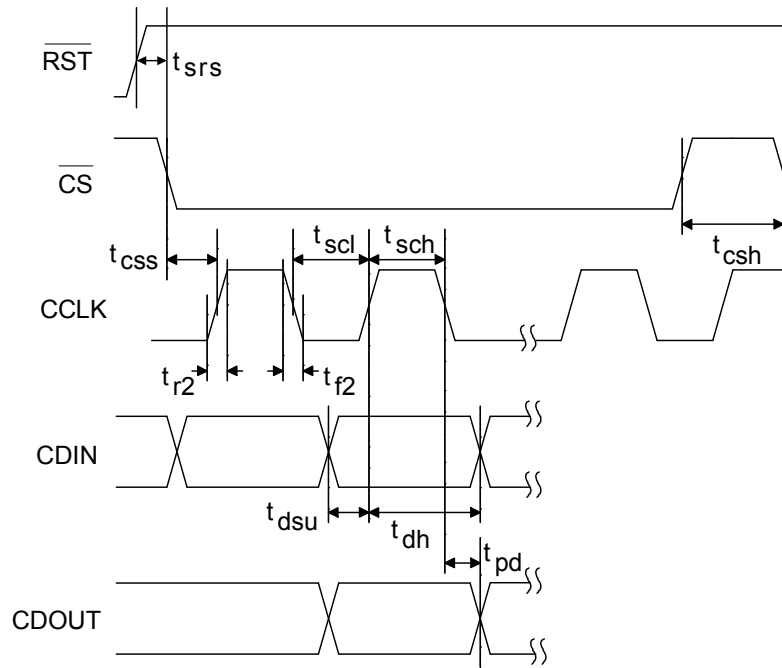 RST
t srs
CS
t css
t scl
t sch
t csh
CCLK
t r2
t f2
CDIN
t dsu
t dh
t pd
CDOUT